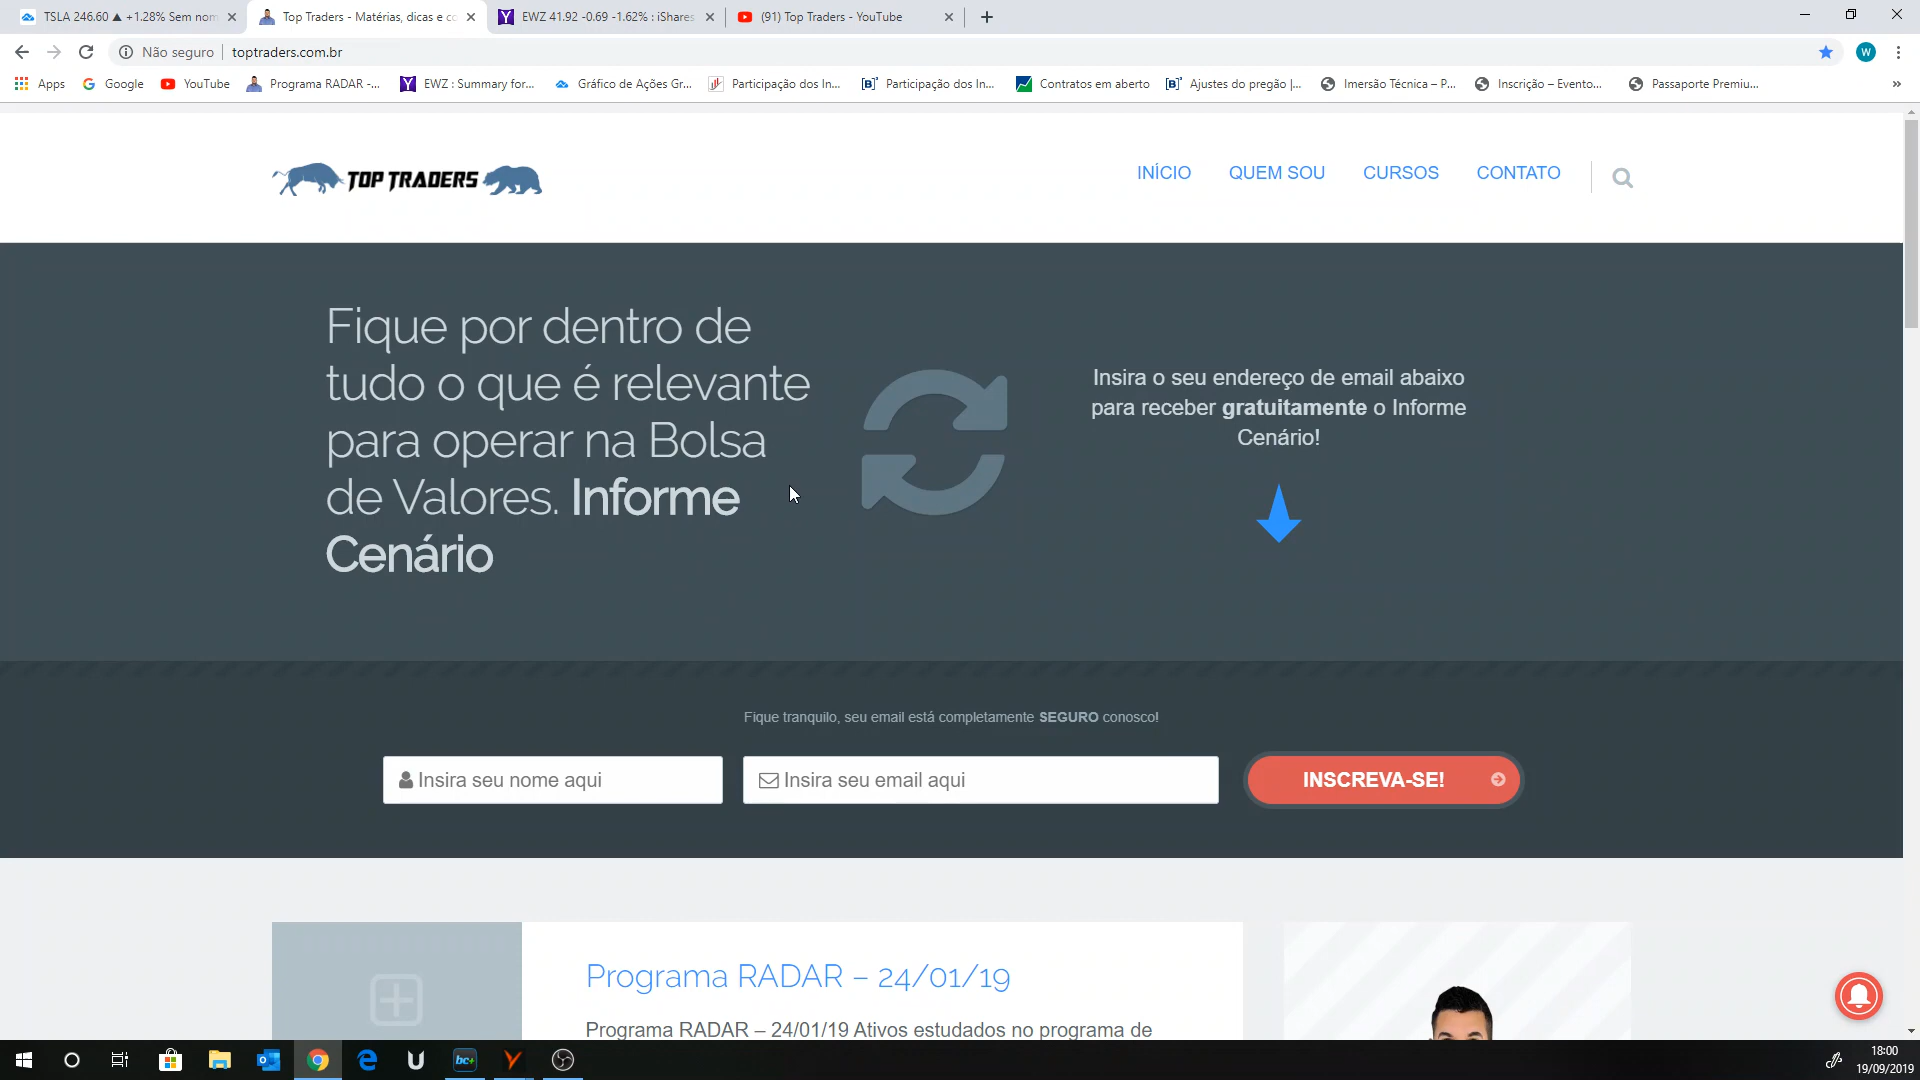 TSLA 246.60 ▲ +1.28% Sem nom
Top Traders - Matérias, dicas e co
EWZ 41.92 -0.69 -1.62% : iShares
(91) Top Traders - YouTube
Não seguro
toptraders.com.br
W
Apps
Google
YouTube
Programa RADAR -...
EWZ : Summary for...
Gráfico de Ações Gr...
Participação dos In...
Participação dos In...
Contratos em aberto
Ajustes do pregão |...
Imersão Técnica – P...
Inscrição – Evento...
Passaporte Premiu...
TOP TRADERS
INÍCIO
QUEM SOU
CURSOS
CONTATO
Fique por dentro de
tudo o que é relevante
para operar na Bolsa
de Valores. Informe
Cenário
Insira o seu endereço de email abaixo
para receber gratuitamente o Informe
Cenário!
Fique tranquilo, seu email está completamente SEGURO conosco!
Insira seu nome aqui
Insira seu email aqui
INSCREVA-SE!
Programa RADAR – 24/01/19
Programa RADAR – 24/01/19 Ativos estudados no programa de
18:00
19/09/2019